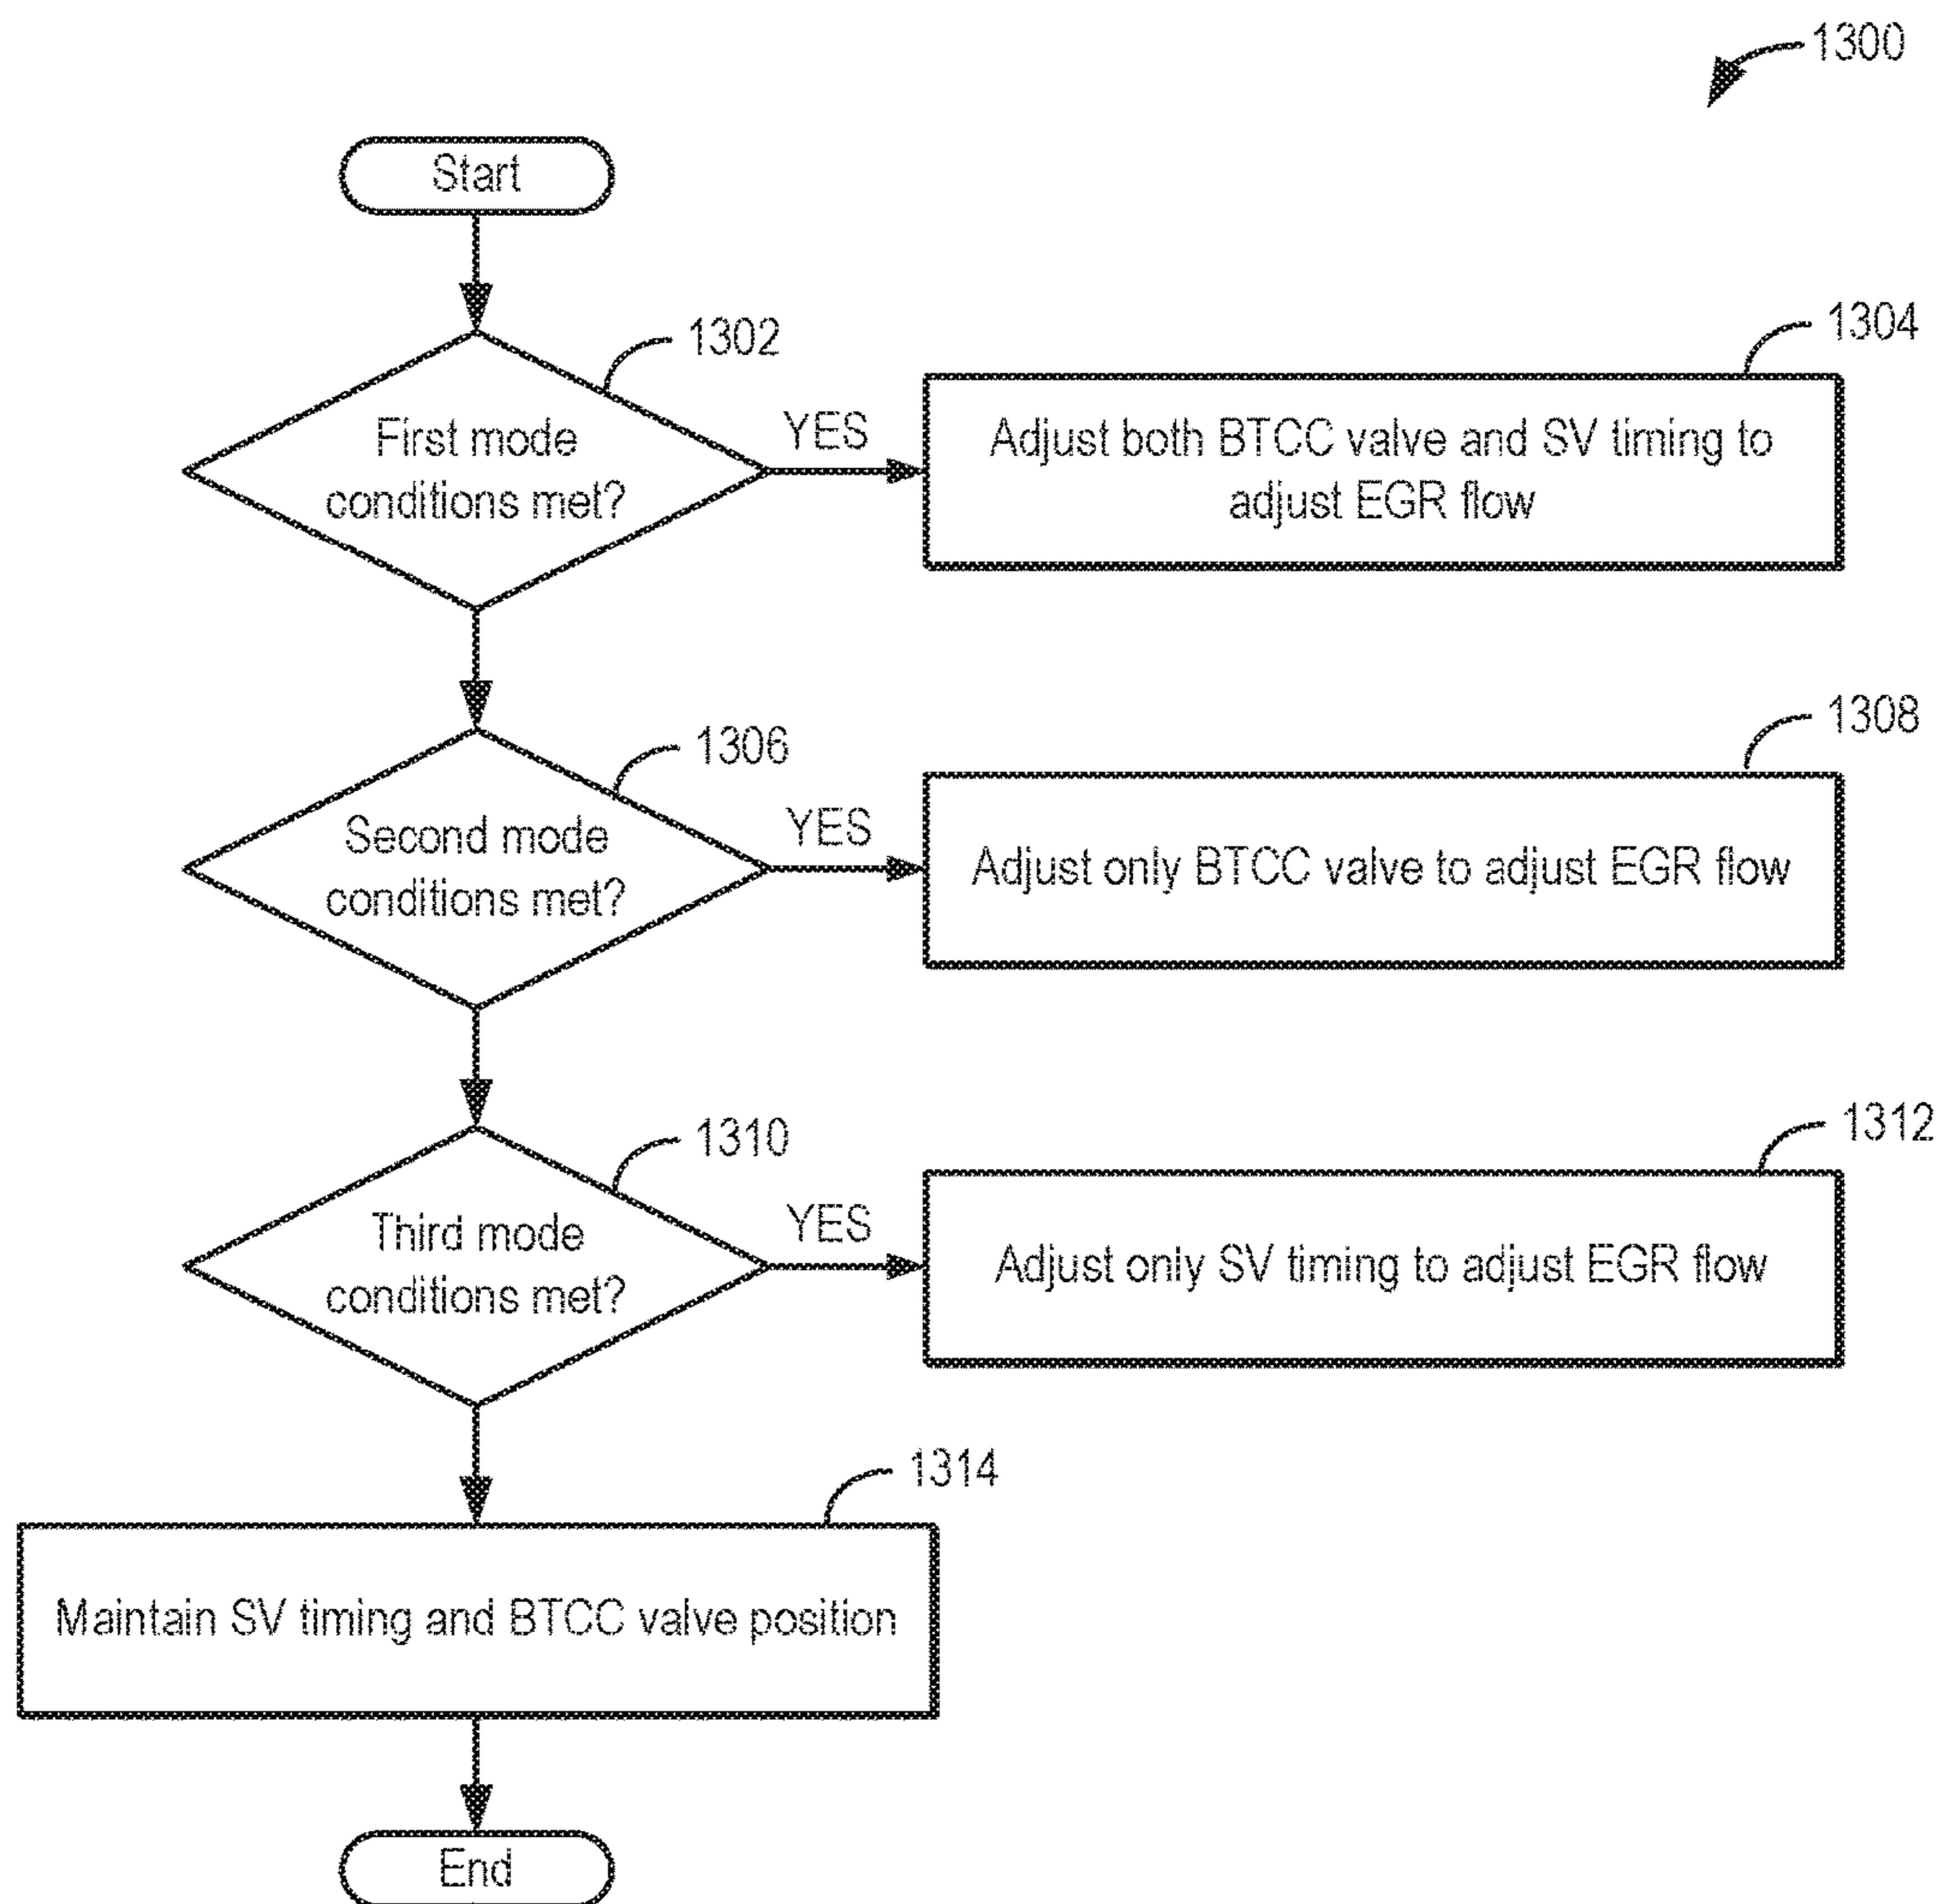 1300
Start
1302
1304
First mode
conditions met?
YES
Adjust both BTCC valve and SV timing to
adjust EGR flow
1306
1308
Second mode
conditions met?
YES
Adjust only BTCC valve to adjust EGR flow
1310
1312
Third mode
conditions met?
YES
Adjust only SV timing to adjust EGR flow
1314
Maintain SV timing and BTCC valve position
End